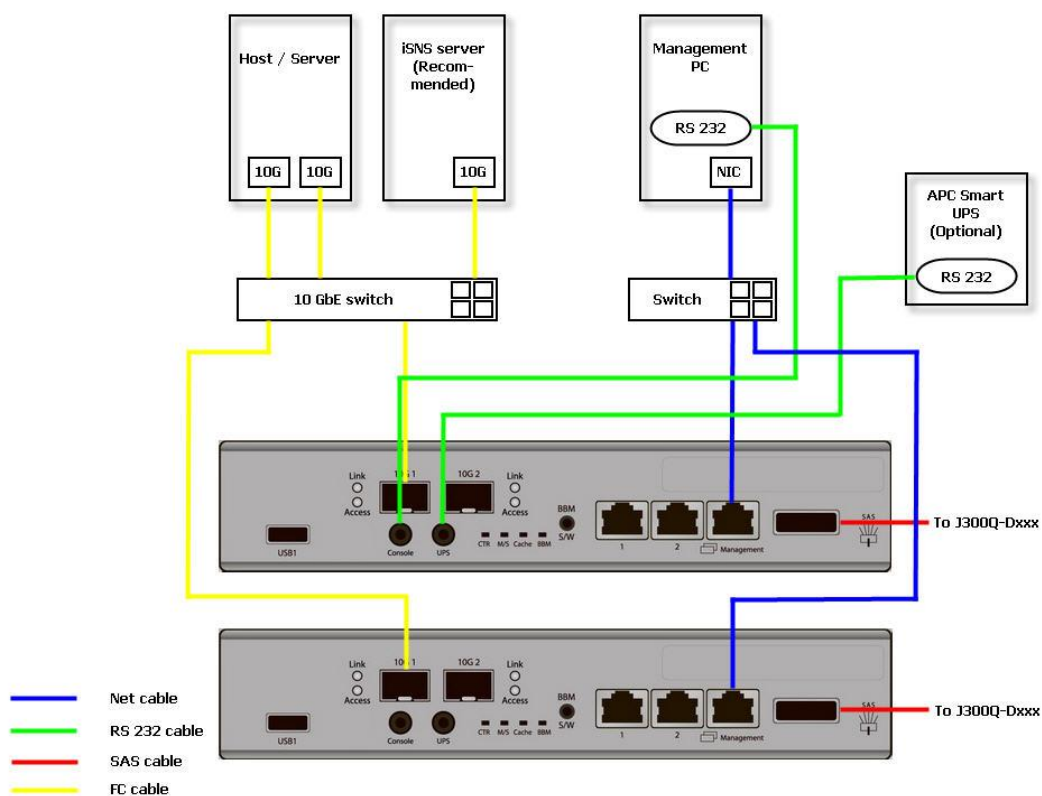 Host / Server
iSNS server
(Recom-
mended)
Management
PC
RS 232
10G
10G
10G
NIC
APC Smart
UPS
(Optional)
RS 232
10 GbE switch
Switch
Link
10G 1
10G 2
Link
Access
Access
BBM
S/W
USB1
Console
UPS
CTR M/S Cache BBM
1
2
Management
SAS
To J300Q-Dxxx
Link
10G 1
10G 2
Link
Access
Access
BBM
S/W
USB1
Console
UPS
CTR M/S Cache BBM
1
2
Management
SAS
To J300Q-Dxxx
Net cable
RS 232 cable
SAS cable
FC cable